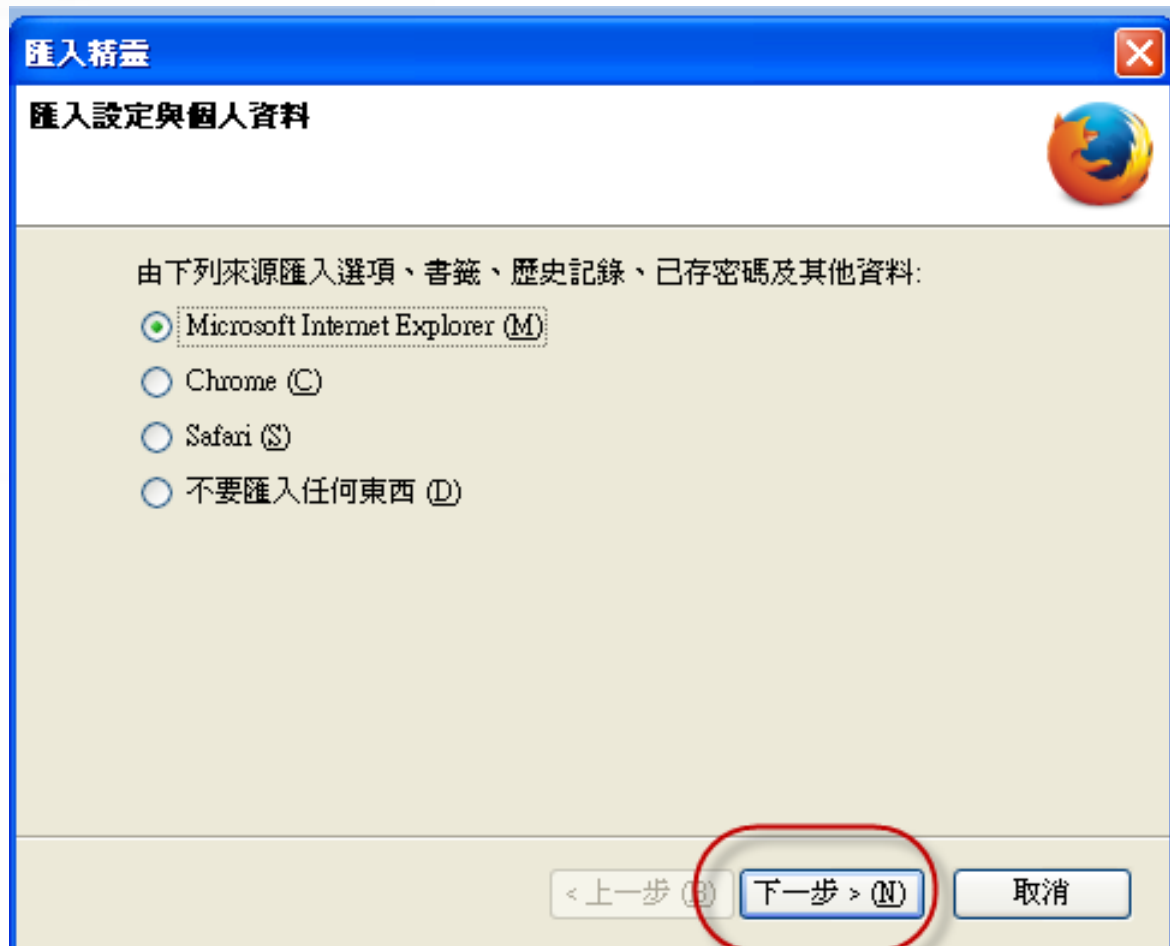 匯入精靈
匯入設定與個人資料
由下列來源匯入選項、書籤、歷史記錄、已存密碼及其他資料:
Microsoft Internet Explorer (M)
Chrome (C)
Safari (S)
不要匯入任何東西 (D)
< 上一步 (B) 下一步 > (N) 取消